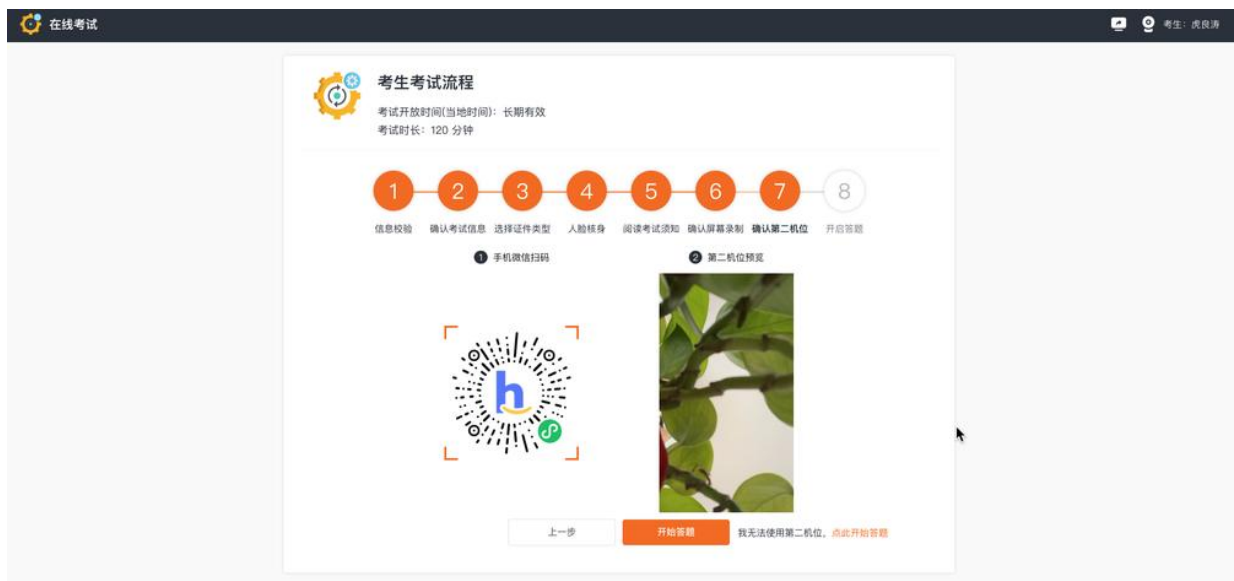 在线考试
考生：虎良涛
考生考试流程
考试开放时间(当地时间)：长期有效
考试时长：120 分钟
1 2 3 4 5 6 7 8
信息校验 确认考试信息 选择证件类型 人脸核身 阅读考试须知 确认屏幕录制 确认第二机位 开启答题
1 手机微信扫码 2 第二机位预览
h
上一步 开始答题 我无法使用第二机位，点此开始答题